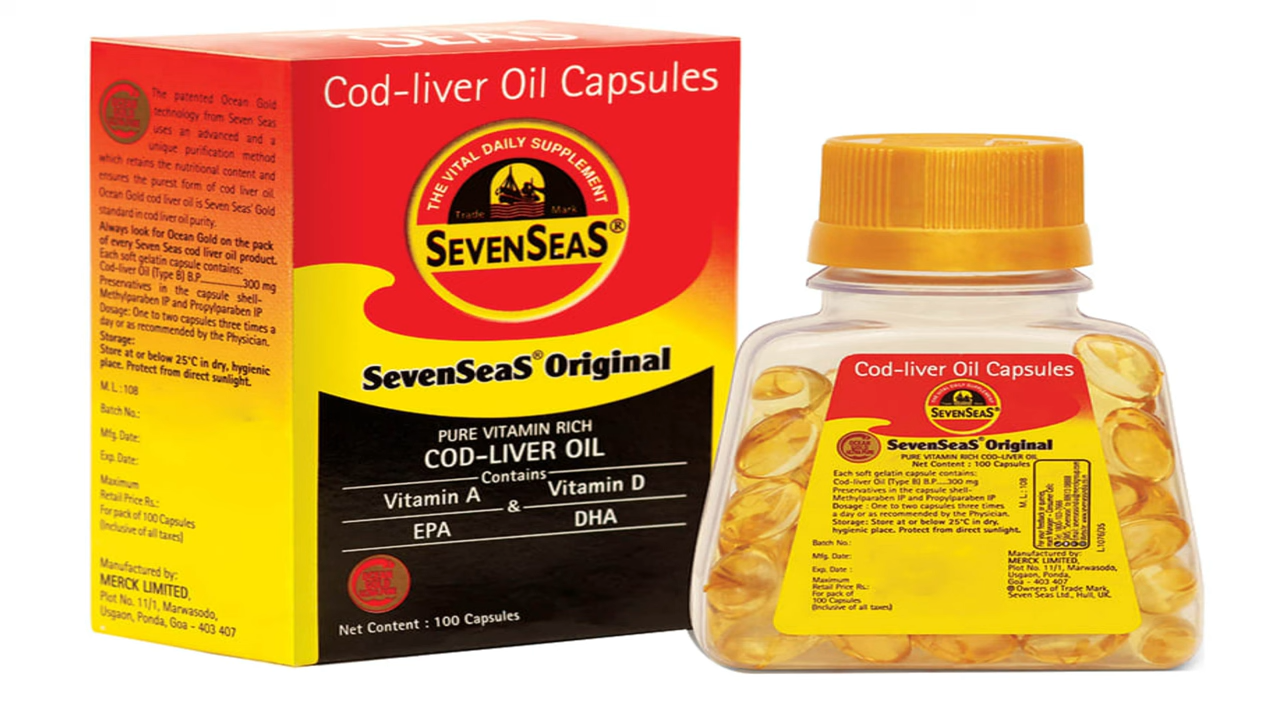 SEAS
The patented Ocean Gold
technology from Seven Seas
uses an advanced and a
unique purification method
which retains the nutritional content and
ensures the purest form of cod liver oil.
Ocean Gold cod liver oil is Seven Seas' Gold
standard in cod liver oil purity.
Always look for Ocean Gold on the pack
of every Seven Seas cod liver oil product.
Each soft gelatin capsule contains:
Cod-liver Oil (Type B) B.P.........300 mg
Preservatives in the capsule shell-
Methylparaben IP and Propylparaben IP
Dosage: One to two capsules three times a
day or as recommended by the Physician.
Storage:
Store at or below 25°C in dry, hygienic
place. Protect from direct sunlight.
M. L. : 108
Batch No.:
Mfg. Date:
Exp. Date:
Maximum
Retail Price Rs.:
For pack of 100 Capsules
(Inclusive of all taxes)
Manufactured by:
MERCK LIMITED,
Plot No. 11/1, Marwasodo,
Usgaon, Ponda, Goa - 403 407
Cod-liver Oil Capsules
THE VITAL DAILY SUPPLEMENT
Trade Mark
SEVENSEAS®
SevenSeaS® Original
PURE VITAMIN RICH
COD-LIVER OIL
Contains
Vitamin A & Vitamin D
EPA DHA
Net Content : 100 Capsules
Cod-liver Oil Capsules
THE VITAL DAILY SUPPLEMENT
SEVENSEAS®
OCEAN GOLD
SevenSeaS® Original
PURE VITAMIN RICH COD-LIVER OIL
Net Content : 100 Capsules
Each soft gelatin capsule contains:
Cod-liver Oil (Type B) B.P.....300 mg
Preservatives in the capsule shell-
Methylparaben IP and Propylparaben IP
Dosage : One to two capsules three times
a day or as recommended by the Physician.
Storage: Store at or below 25°C in dry,
hygienic place. Protect from direct sunlight.
M. L. : 108
Batch No.:
Mfg. Date:
Exp. Date :
Maximum
Retail Price Rs.:
For pack of
100 Capsules
(Inclusive of all taxes)
Manufactured by:
MERCK LIMITED,
Plot No. 11/1, Marwasodo,
Usgaon, Ponda,
Goa - 403 407
Owners of Trade Mark,
Seven Seas Ltd., Hull, UK.
L1076/35